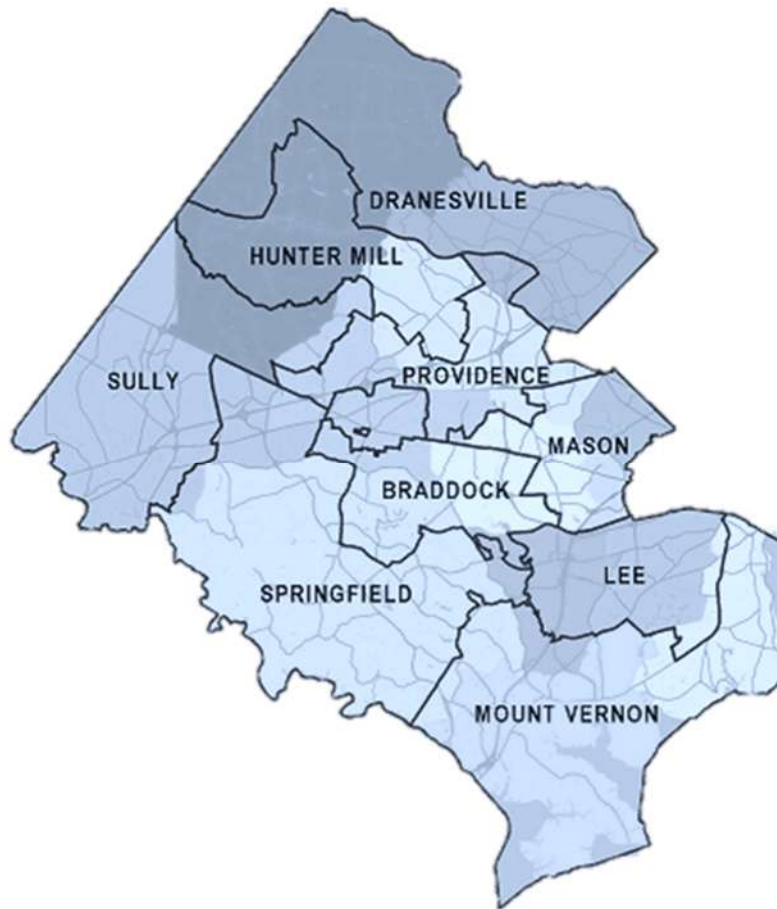 DRANESVILLE
HUNTER MILL
SULLY
PROVIDENCE
MASON
BRADDOCK
LEE
SPRINGFIELD
MOUNT VERNON